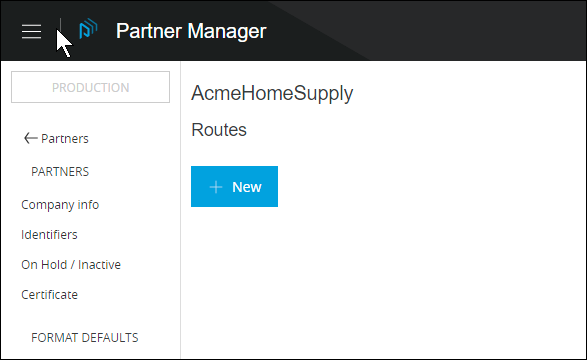 Partner Manager
PRODUCTION
Partners
PARTNERS
Company info
Identifiers
On Hold / Inactive
Certificate
FORMAT DEFAULTS
AcmeHomeSupply
Routes
New